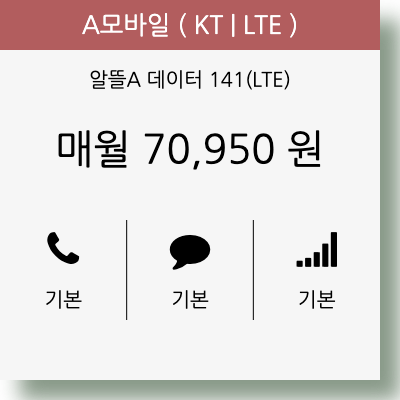 A모바일 ( KT | LTE )
알뜰A 데이터 141(LTE)
매월 70,950 원
기본 기본 기본